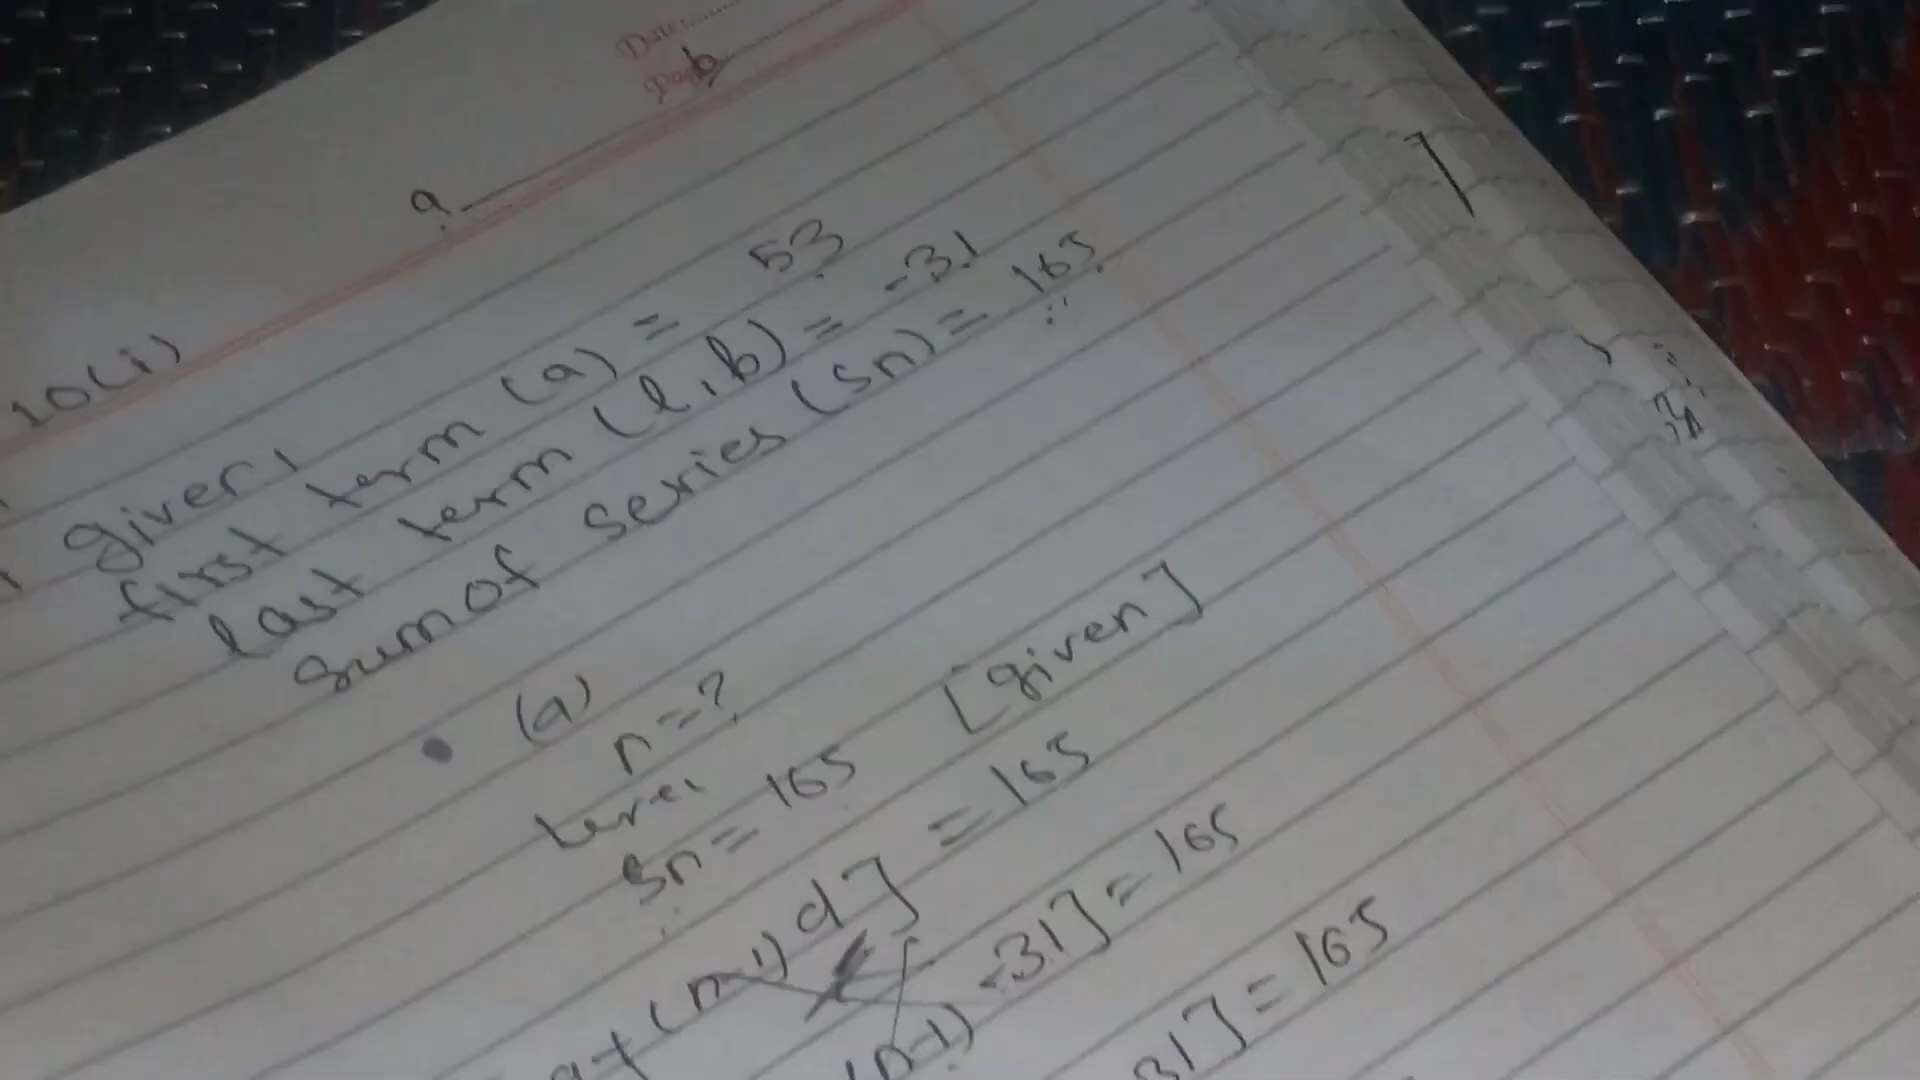 Date
Page b
a
10(i)
given,
first term (a) = 53
last term (l, b) = -31
sum of series (Sn) = 165
(a)
n = ?
Sn = 165 [given]
(n-1)d] = 165
(n-1) -31] = 165
31] = 165